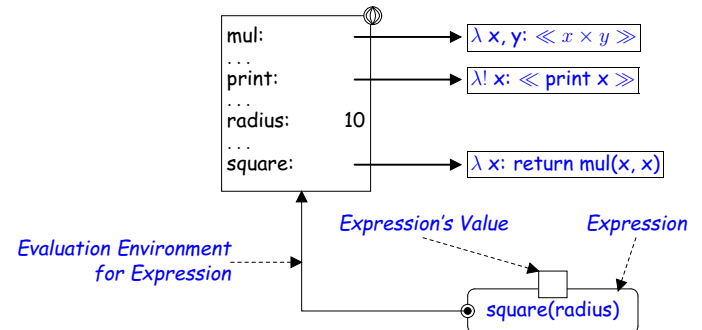 mul:
λ x, y: ≪ x × y ≫
. . .
print:
λ! x: ≪ print x ≫
. . .
radius: 10
. . .
square:
λ x: return mul(x, x)
Expression's Value
Expression
Evaluation Environment
for Expression
square(radius)